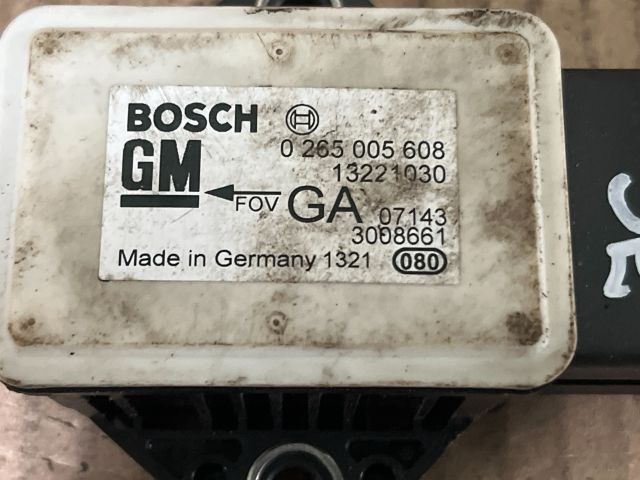 BOSCH
0 265 005 608
GM
13221030
FOV GA 07143
3008661
Made in Germany 1321 080